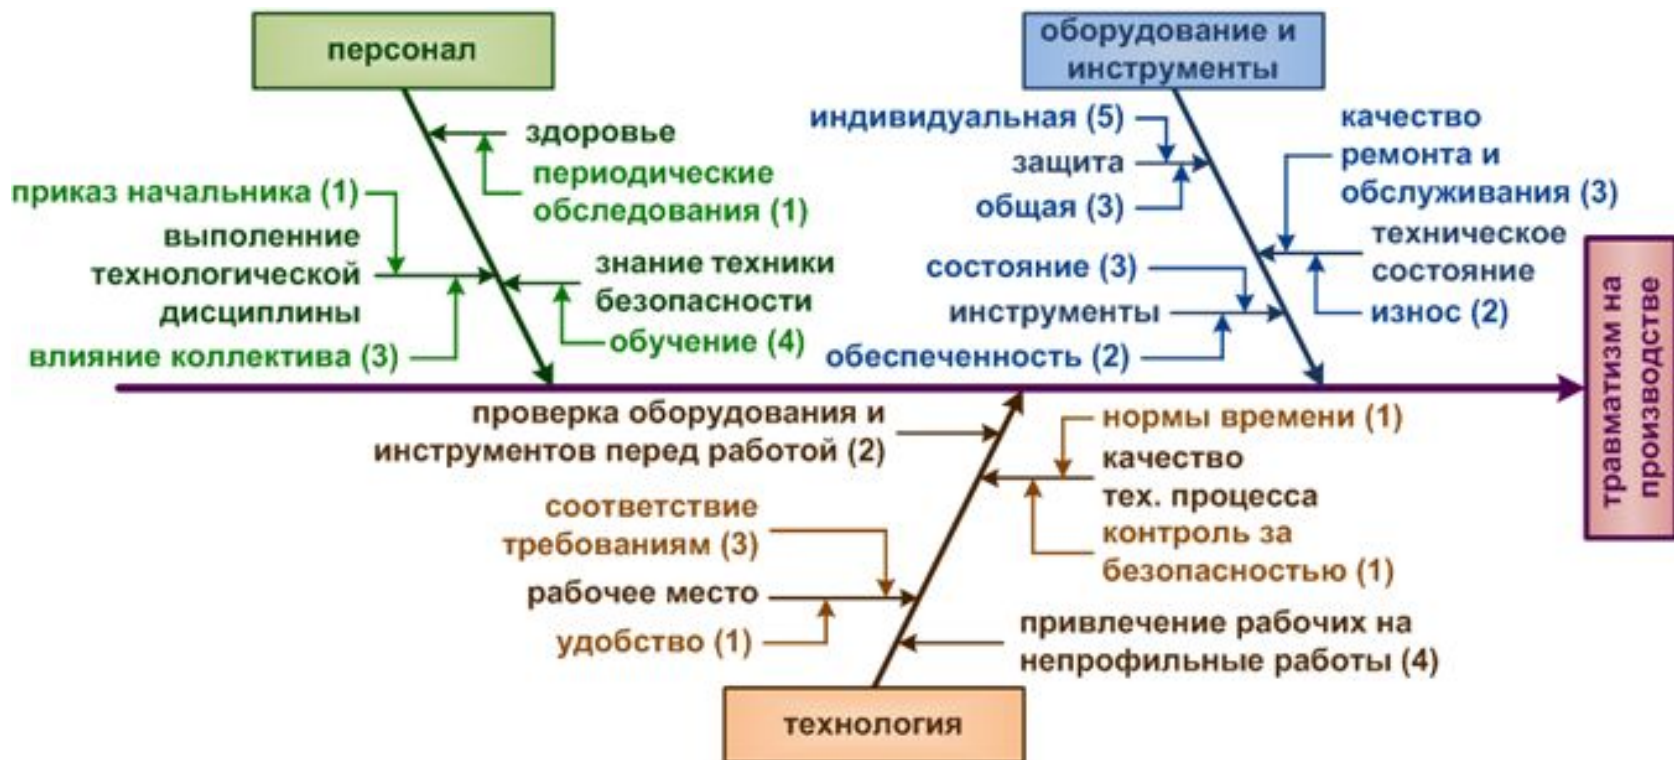 персонал
здоровье
периодические
обследования (1)
приказ начальника (1)
выполенние
технологической
дисциплины
влияние коллектива (3)
знание техники
безопасности
обучение (4)
оборудование и
инструменты
индивидуальная (5)
защита
общая (3)
качество
ремонта и
обслуживания (3)
техническое
состояние
износ (2)
состояние (3)
инструменты
обеспеченность (2)
травматизм на
производстве
проверка оборудования и
инструментов перед работой (2)
нормы времени (1)
качество
тех. процесса
контроль за
безопасностью (1)
соответствие
требованиям (3)
рабочее место
удобство (1)
привлечение рабочих на
непрофильные работы (4)
технология